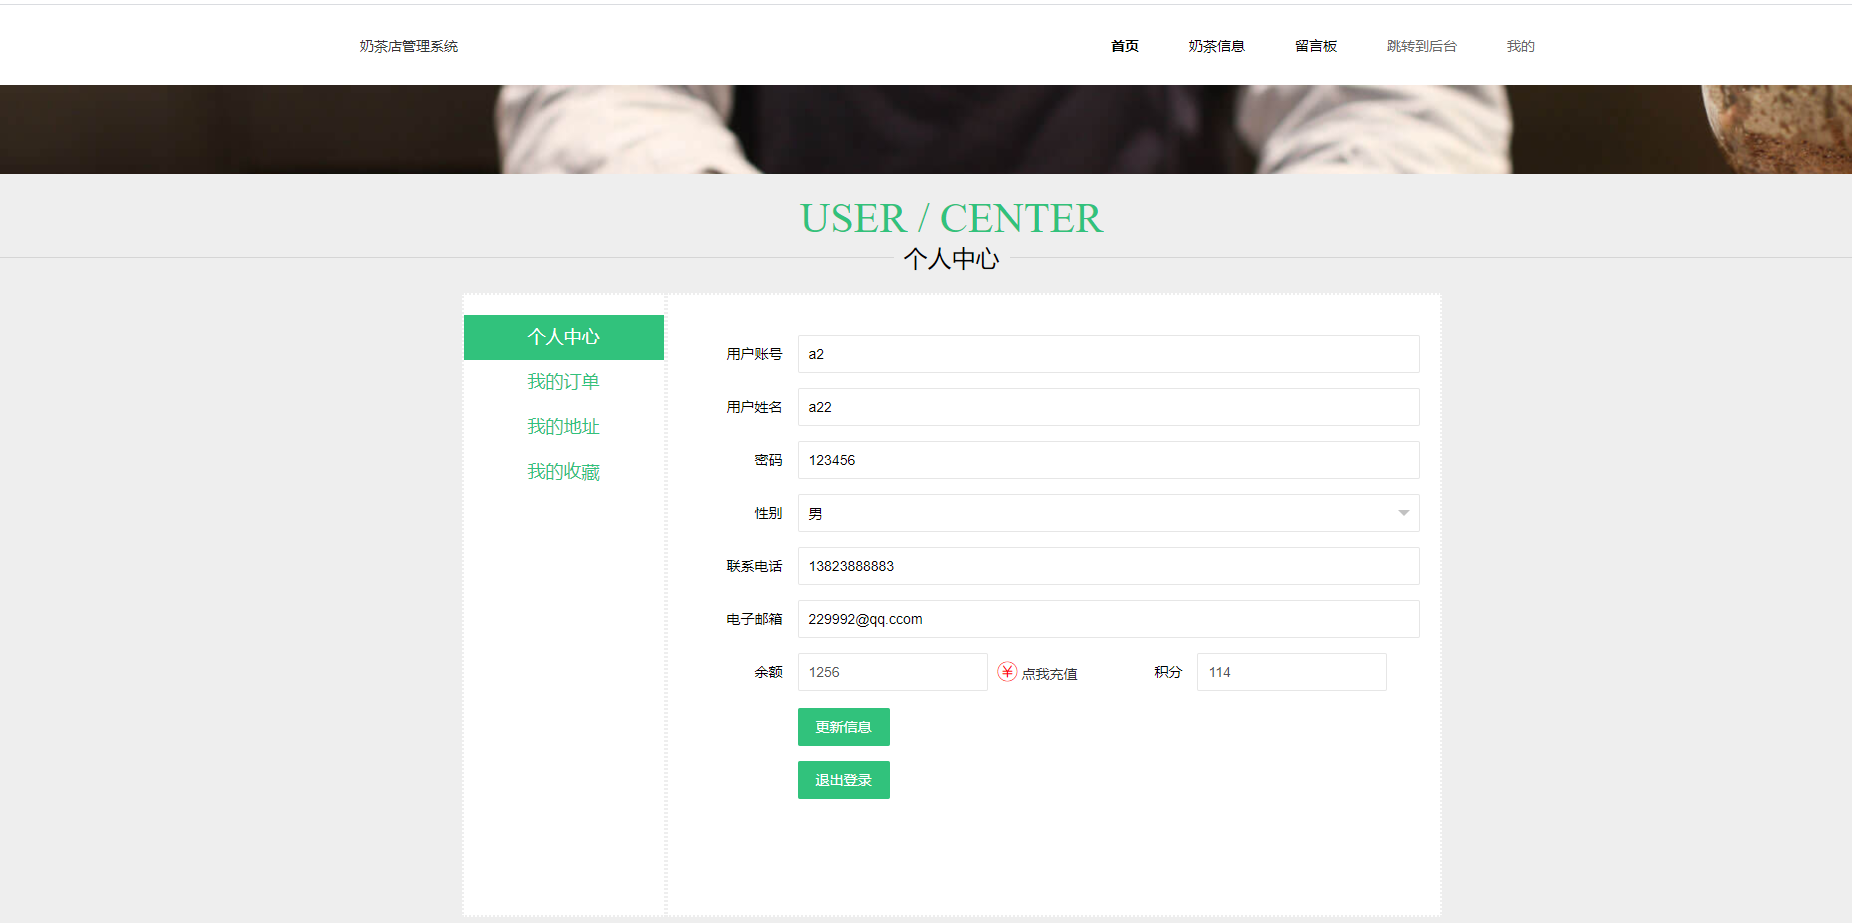 奶茶店管理系统
首页 奶茶信息 留言板 跳转到后台 我的
USER / CENTER
个人中心
个人中心
我的订单
我的地址
我的收藏
用户账号 a2
用户姓名 a22
密码 123456
性别 男
联系电话 13823888883
电子邮箱 229992@qq.ccom
余额 1256 ¥ 点我充值 积分 114
更新信息
退出登录